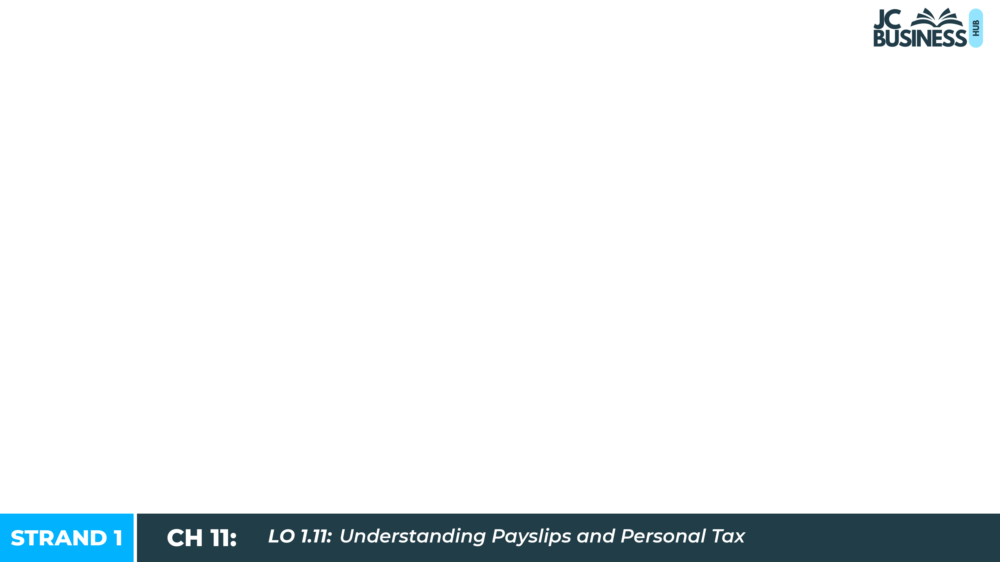 JC
BUSINESS
HUB
STRAND 1
CH 11:
LO 1.11: Understanding Payslips and Personal Tax